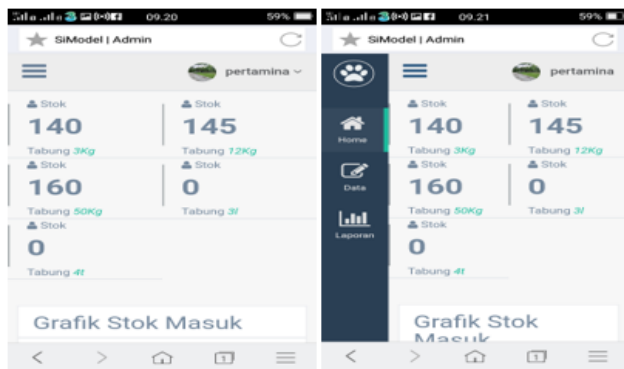 09.20 59%
SiModel | Admin
pertamina
Stok Stok
140 145
Tabung 3Kg Tabung 12Kg
Stok Stok
160 0
Tabung 50Kg Tabung 3l
Stok
0
Tabung 4t
Grafik Stok Masuk
1
09.21 59%
SiModel | Admin
pertamina
Home
Data
Laporan
Stok Stok
140 145
Tabung 3Kg Tabung 12Kg
Stok Stok
160 0
Tabung 50Kg Tabung 3l
Stok
0
Tabung 4t
Grafik Stok
Masuk
1